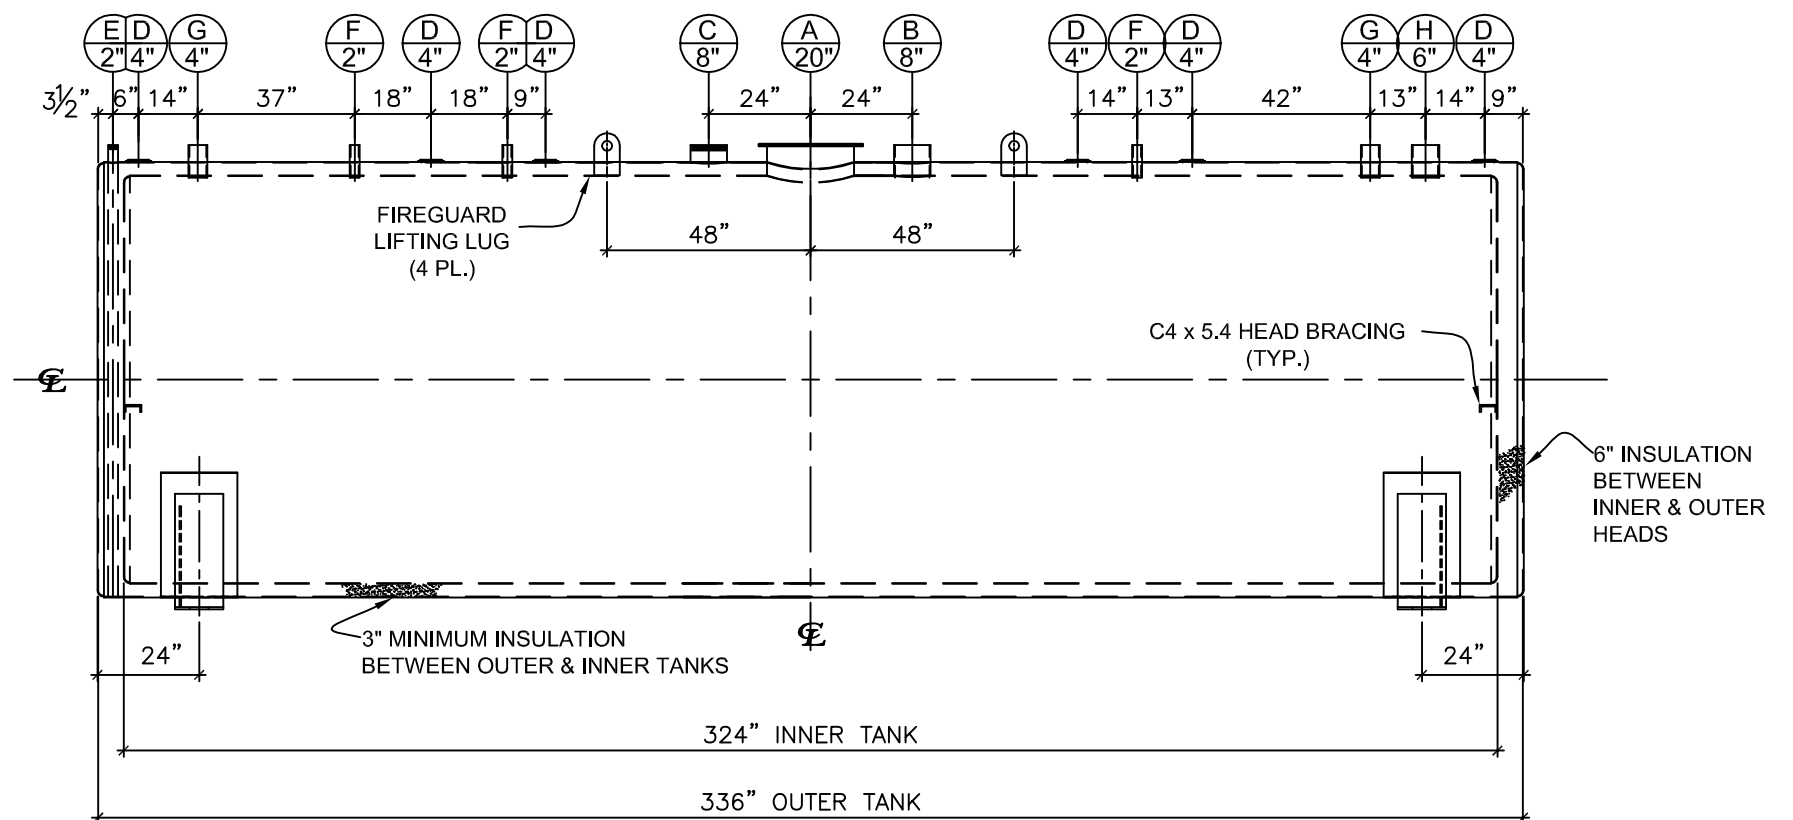 E D G F D F D C A B D F D G H D
2" 4" 4" 2" 4" 2" 4" 8" 20" 8" 4" 2" 4" 4" 6" 4"
3½" 6" 14" 37" 18" 18" 9" 24" 24" 14" 13" 42" 13" 14" 9"
FIREGUARD
LIFTING LUG
(4 PL.)
48" 48"
C4 x 5.4 HEAD BRACING
(TYP.)
℄
6" INSULATION
BETWEEN
INNER & OUTER
HEADS
℄
3" MINIMUM INSULATION
BETWEEN OUTER & INNER TANKS
24" 24"
324" INNER TANK
336" OUTER TANK